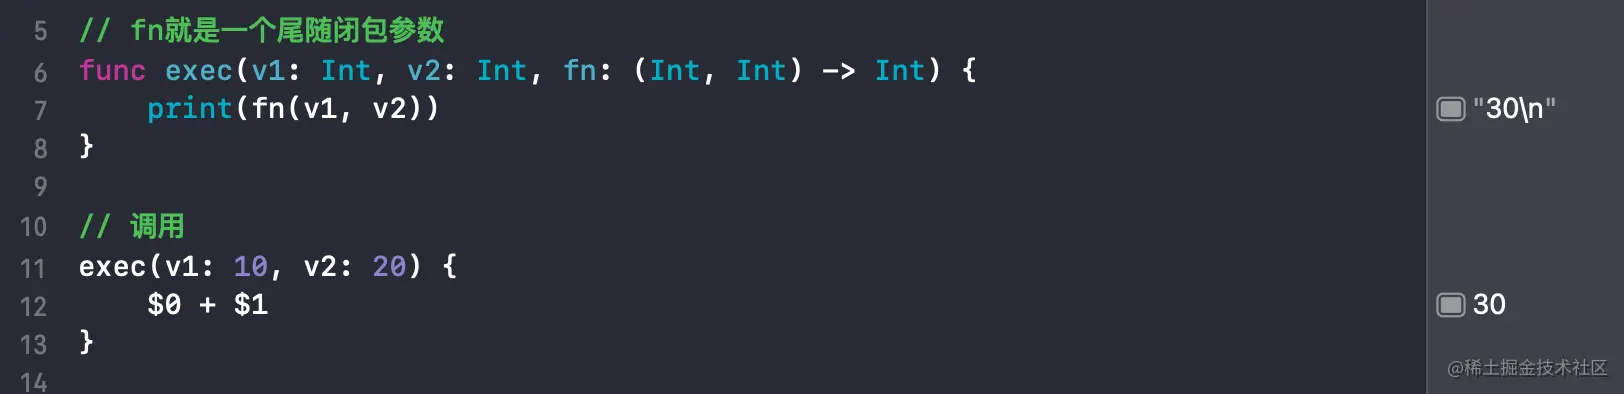 5 // fn就是一个尾随闭包参数
6 func exec(v1: Int, v2: Int, fn: (Int, Int) -> Int) {
7     print(fn(v1, v2))
"30\n"
8 }
9
10 // 调用
11 exec(v1: 10, v2: 20) {
12     $0 + $1
30
13 }
14
@稀土掘金技术社区